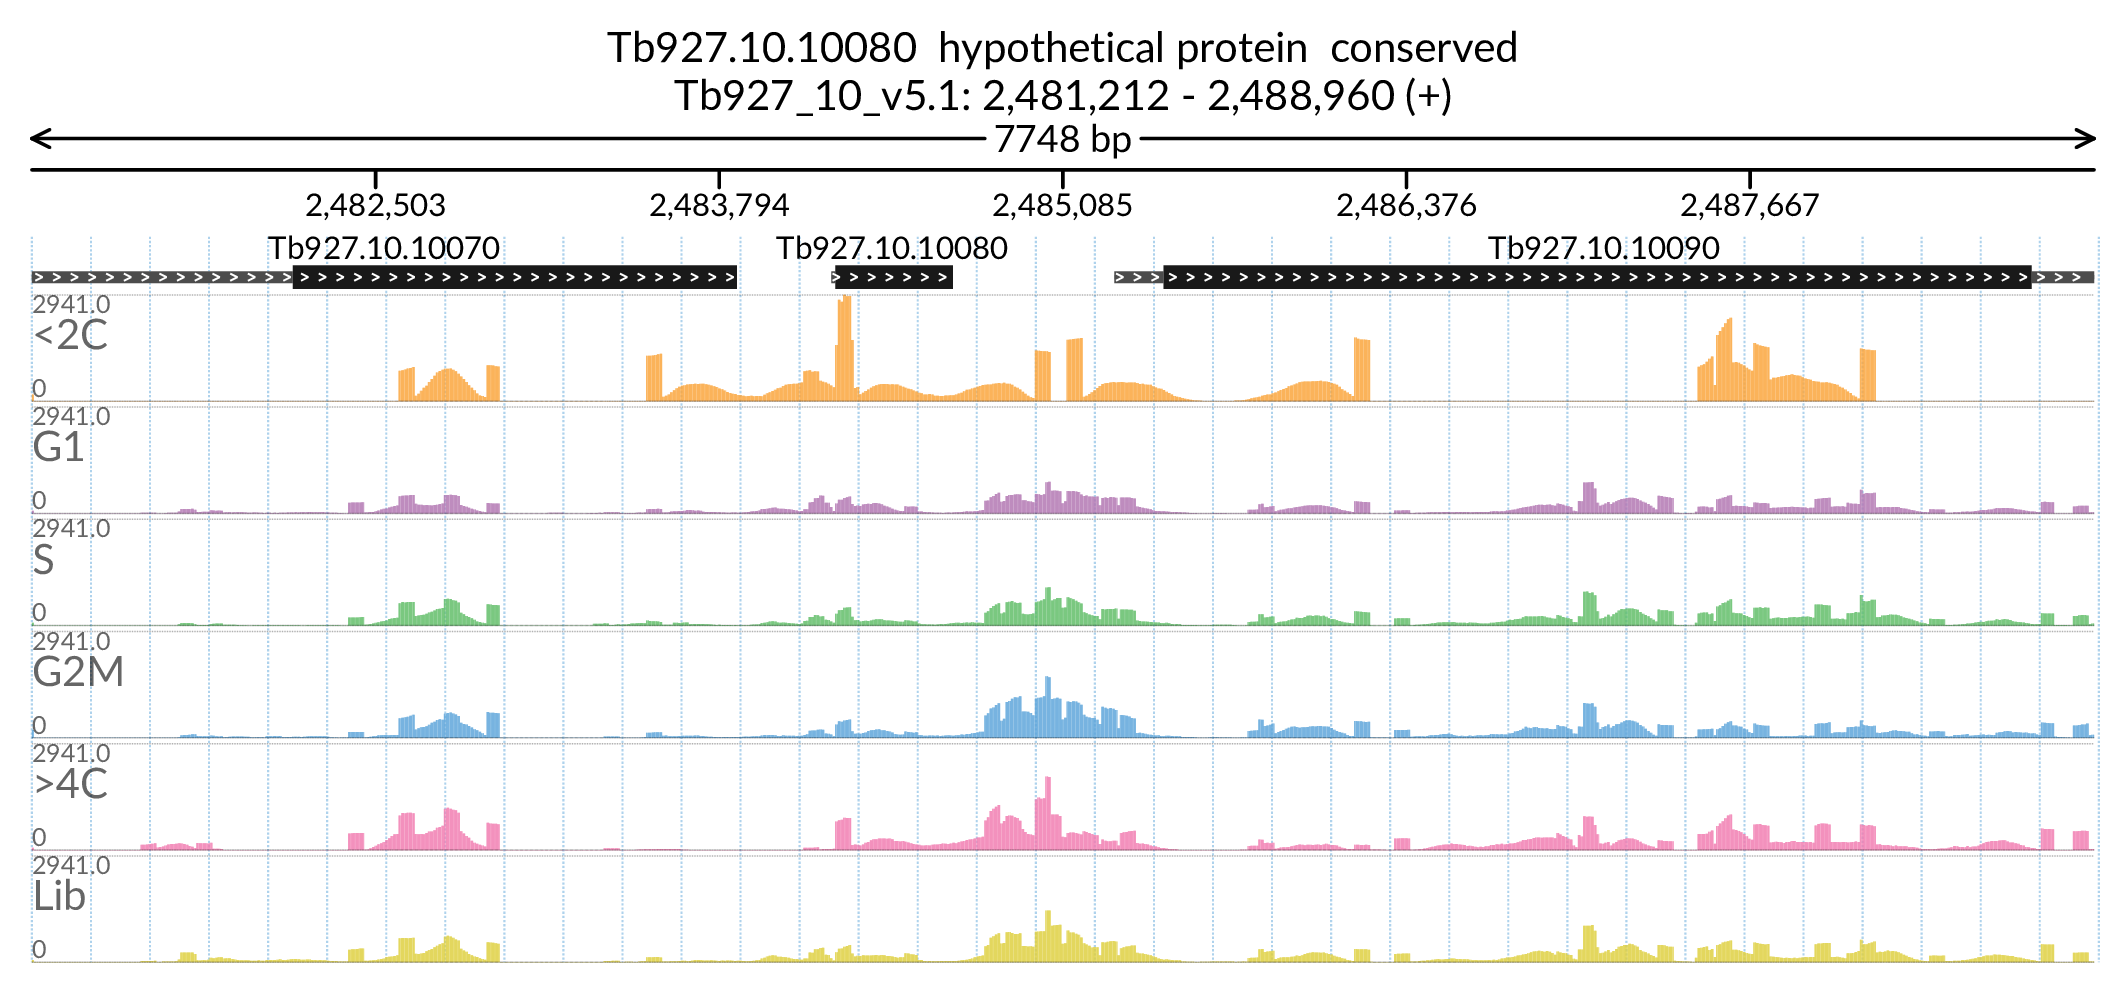 Tb927.10.10080 hypothetical protein conserved
Tb927_10_v5.1: 2,481,212 - 2,488,960 (+)
7748 bp
2,482,503 2,483,794 2,485,085 2,486,376 2,487,667
Tb927.10.10070 Tb927.10.10080 Tb927.10.10090
2941.0
<2C
0
2941.0
G1
0
2941.0
S
0
2941.0
G2M
0
2941.0
>4C
0
2941.0
Lib
0